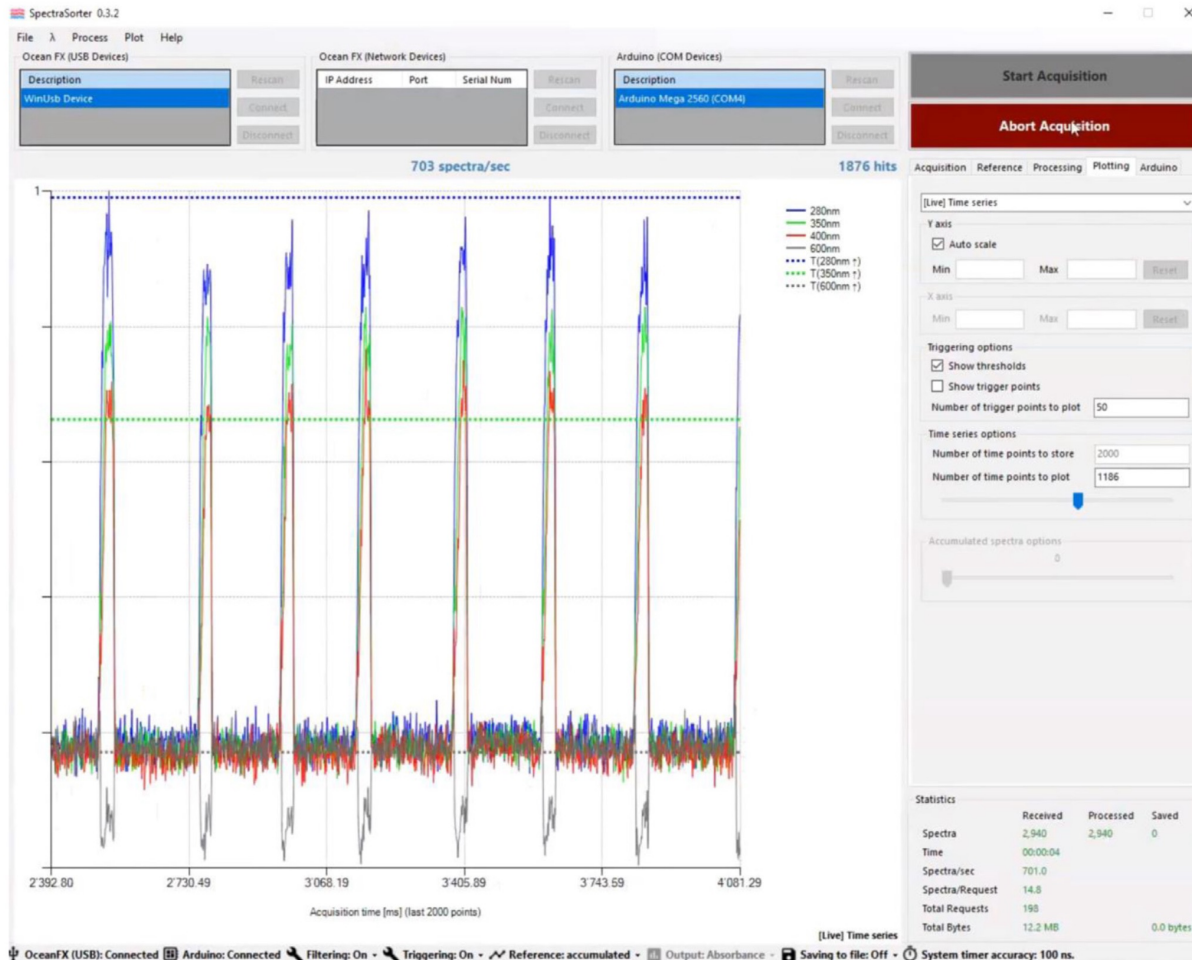 SpectraSorter 0.3.2
File λ Process Plot Help
Ocean FX (USB Devices) Ocean FX (Network Devices) Arduino (COM Devices)
Description Rescan IP Address Port Serial Num Rescan Description Rescan Start Acquisition
WinUsb Device Arduino Mega 2560 (COM4)
Connect Connect Connect
Abort Acquisition
Disconnect Disconnect Disconnect
703 spectra/sec 1876 hits Acquisition Reference Processing Plotting Arduino
1
[Live] Time series
280nm
350nm
400nm
600nm
T(280nm ↑)
T(350nm ↑)
T(600nm ↑)
Y axis
Auto scale
Min Max Reset
X axis
Min Max Reset
Triggering options
Show thresholds
Show trigger points
Number of trigger points to plot 50
Time series options
Number of time points to store 2000
Number of time points to plot 1186
Accumulated spectra options
0
Statistics
Received Processed Saved
Spectra 2,940 2,940 0
Time 00:00:04
Spectra/sec 701.0
Spectra/Request 14.8
Total Requests 198
Total Bytes 12.2 MB 0.0 bytes
2'392.80 2'730.49 3'068.19 3'405.89 3'743.59 4'081.29
Acquisition time [ms] (last 2000 points)
[Live] Time series
OceanFX (USB): Connected Arduino: Connected Filtering: On Triggering: On Reference: accumulated Output: Absorbance Saving to file: Off System timer accuracy: 100 ns.